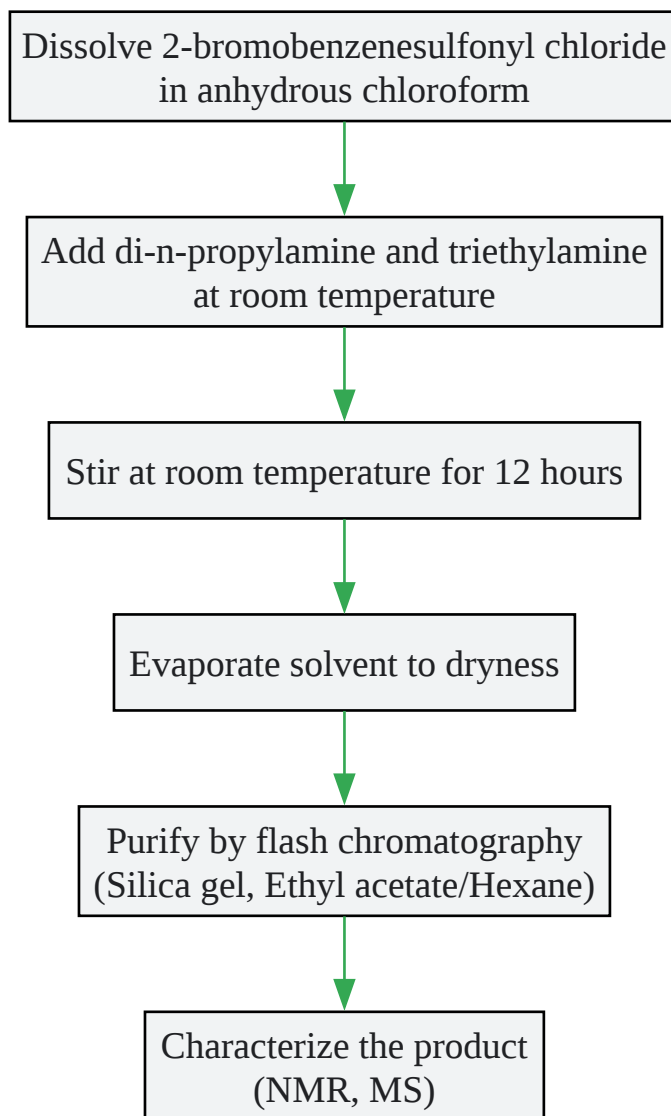 Dissolve 2-bromobenzenesulfonyl chloride
in anhydrous chloroform
Add di-n-propylamine and triethylamine
at room temperature
Stir at room temperature for 12 hours
Evaporate solvent to dryness
Purify by flash chromatography
(Silica gel, Ethyl acetate/Hexane)
Characterize the product
(NMR, MS)